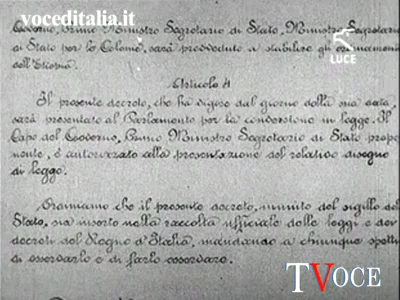 voceditalia.it
Governo, Primo Ministro Segretario di Stato, Ministro Segretario
di Stato per le Colonie, sarà provveduto a stabilire gli ordinamenti
dell'Etiopia.
LUCE
Articolo 4
Il presente decreto, che ha vigore dal giorno della sua data,
sarà presentato al Parlamento per la conversione in legge. Il
Capo del Governo, Primo Ministro Segretario di Stato propo-
nente, è autorizzato alla presentazione del relativo disegno
di legge.
Ordiniamo che il presente decreto, munito del sigillo dello
Stato, sia inserto nella raccolta ufficiale delle leggi e dei
decreti del Regno d'Italia, mandando a chiunque spetti
di osservarlo e di farlo osservare.
TVOCE